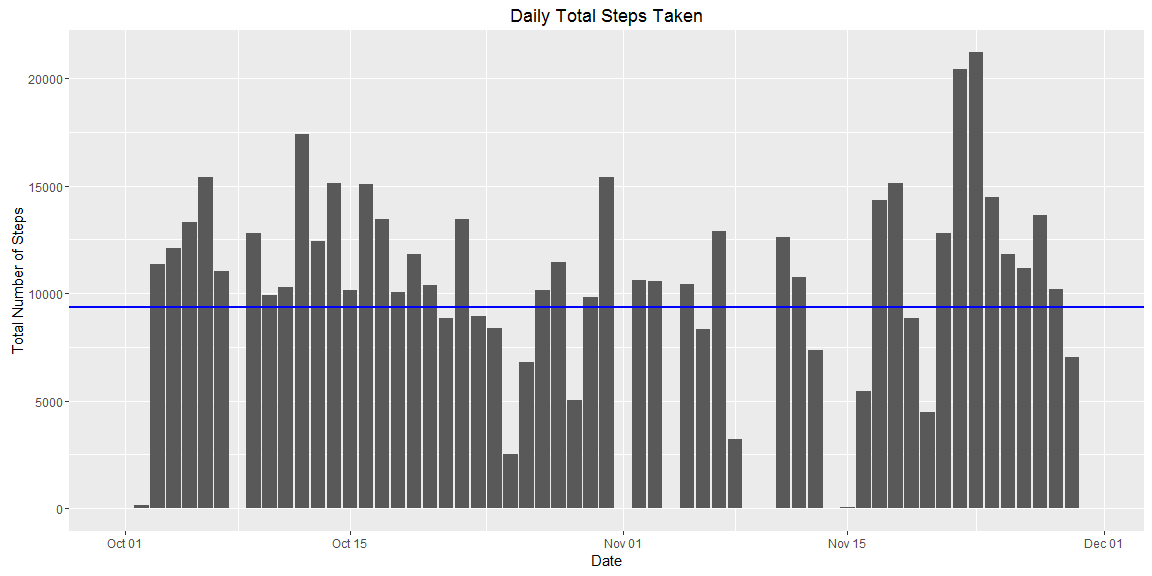 Daily Total Steps Taken
Total Number of Steps
20000
15000
10000
5000
0
Oct 01
Oct 15
Nov 01
Nov 15
Dec 01
Date